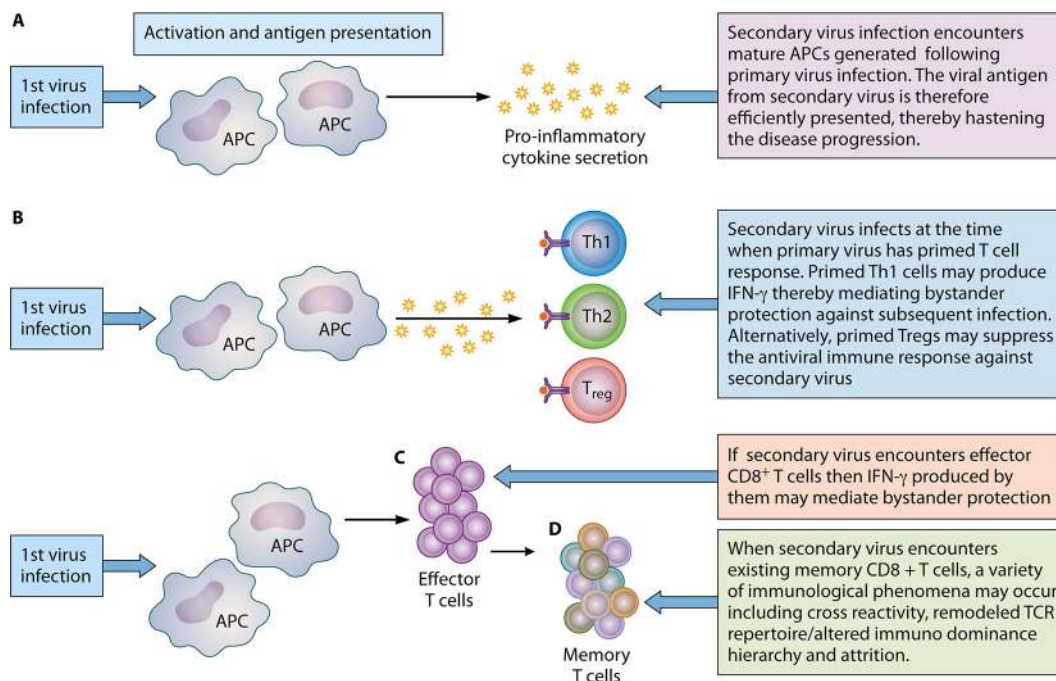 A
Activation and antigen presentation
1st virus
infection
APC
APC
Pro-inflammatory
cytokine secretion
Secondary virus infection encounters
mature APCs generated following
primary virus infection. The viral antigen
from secondary virus is therefore
efficiently presented, thereby hastening
the disease progression.
B
1st virus
infection
APC
APC
Th1
Th2
Treg
Secondary virus infects at the time
when primary virus has primed T cell
response. Primed Th1 cells may produce
IFN-γ thereby mediating bystander
protection against subsequent infection.
Alternatively, primed Tregs may suppress
the antiviral immune response against
secondary virus
1st virus
infection
APC
APC
C
Effector
T cells
D
Memory
T cells
If secondary virus encounters effector
CD8+ T cells then IFN-γ produced by
them may mediate bystander protection
When secondary virus encounters
existing memory CD8 + T cells, a variety
of immunological phenomena may occur
including cross reactivity, remodeled TCR
repertoire/altered immuno dominance
hierarchy and attrition.